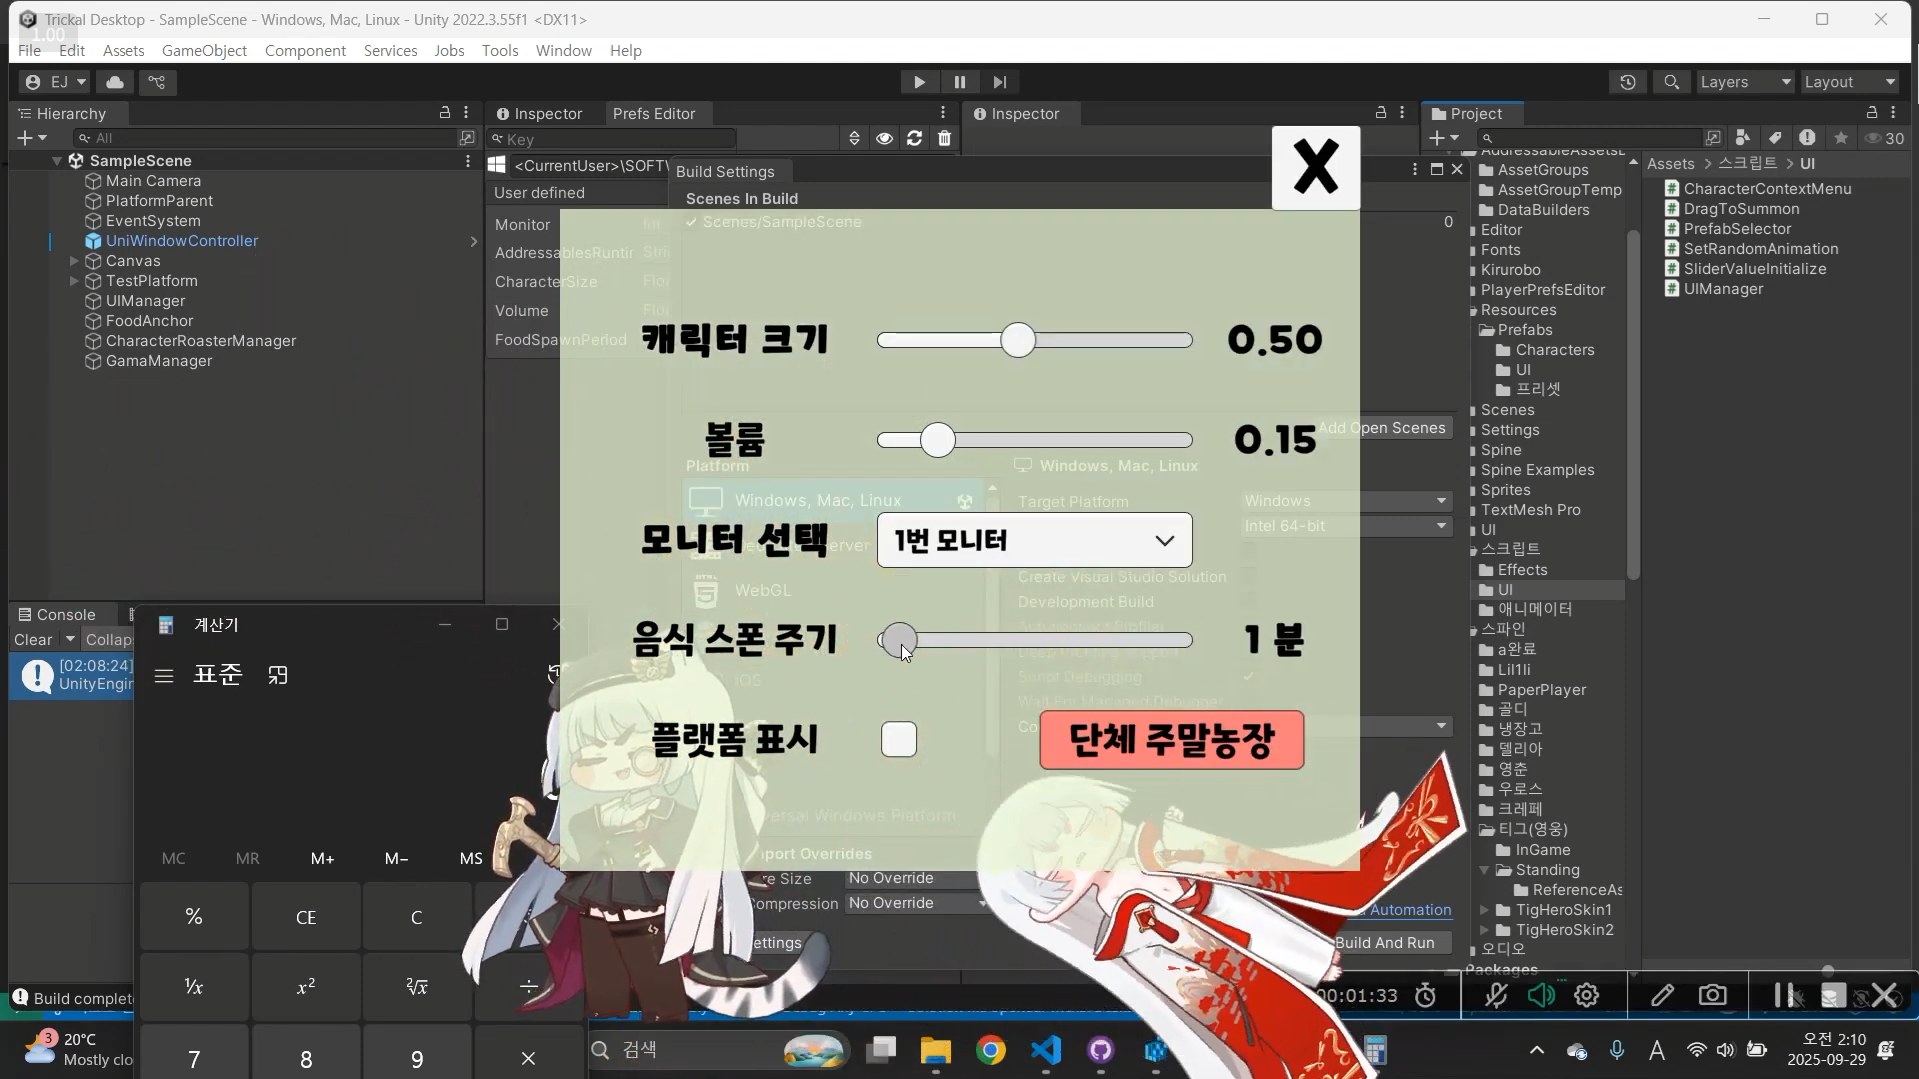 Trickal Desktop - SampleScene - Windows, Mac, Linux - Unity 2022.3.55f1 <DX11>
1.00
File Edit Assets GameObject Component Services Jobs Tools Window Help
EJ
Layers
Layout
Hierarchy
All
SampleScene
Main Camera
PlatformParent
EventSystem
UniWindowController
Canvas
TestPlatform
UIManager
FoodAnchor
CharacterRoasterManager
GamaManager
Inspector
Prefs Editor
Key
<CurrentUser>\SOFT\
User defined
Monitor
Int
AddressablesRuntir
Stri
CharacterSize
Floa
Volume
Floa
FoodSpawnPeriod
Floa
Inspector
Build Settings
Scenes In Build
Scenes/SampleScene
0
Add Open Scenes
Platform
Windows, Mac, Linux
Server
WebGL
iOS
Universal Windows Platform
Windows, Mac, Linux
Target Platform
Windows
Intel 64-bit
Create Visual Studio Solution
Development Build
Script Debugging
Wait For Managed Debugger
Import Overrides
No Override
Compression
No Override
Build And Run
X
캐릭터 크기
0.50
볼륨
0.15
모니터 선택
1번 모니터
음식 스폰 주기
1 분
플랫폼 표시
단체 주말농장
Project
30
AssetGroups
AssetGroupTemp
DataBuilders
Editor
Fonts
Kirurobo
PlayerPrefsEditor
Resources
Prefabs
Characters
UI
프리셋
Scenes
Settings
Spine
Spine Examples
Sprites
TextMesh Pro
UI
스크립트
Effects
UI
애니메이터
스파인
a완료
Lil1li
PaperPlayer
골디
냉장고
델리아
영춘
우로스
크레페
티그(영웅)
InGame
Standing
ReferenceAs
TigHeroSkin1
TigHeroSkin2
오디오
Packages
Assets > 스크립트 > UI
CharacterContextMenu
DragToSummon
PrefabSelector
SetRandomAnimation
SliderValueInitialize
UIManager
Console
Clear
Collap
[02:08:24]
UnityEngin
Build complete
계산기
표준
MC MR M+ M− MS
% CE C
¹/x x² ²√x ÷
7 8 9 ×
00:01:33
3
20°C
Mostly clo
검색
A
오전 2:10
2025-09-29